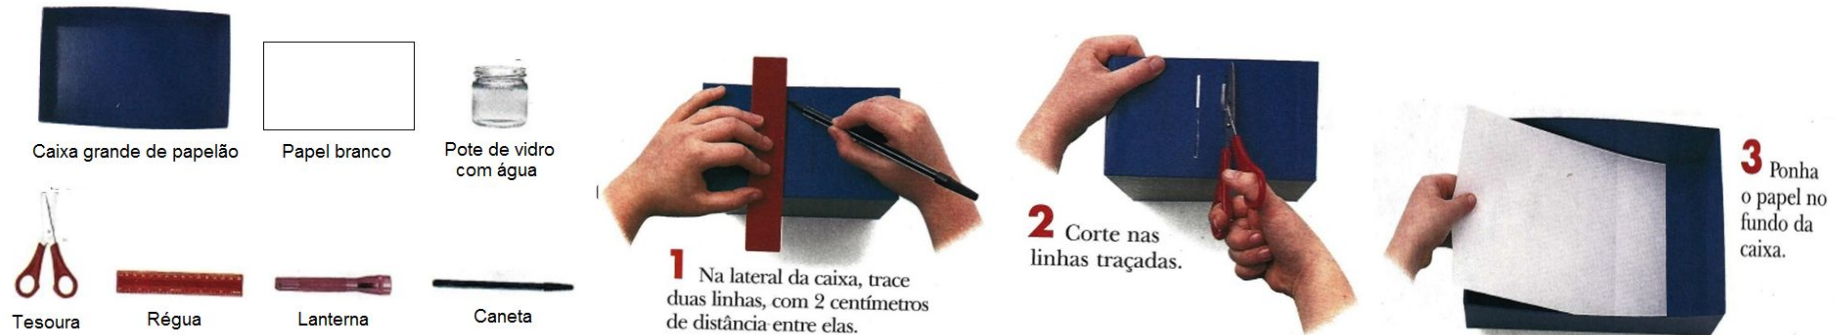 Caixa grande de papelão
Papel branco
Pote de vidro
com água
Tesoura
Régua
Lanterna
Caneta
1 Na lateral da caixa, trace
duas linhas, com 2 centímetros
de distância entre elas.
2 Corte nas
linhas traçadas.
3 Ponha
o papel no
fundo da
caixa.